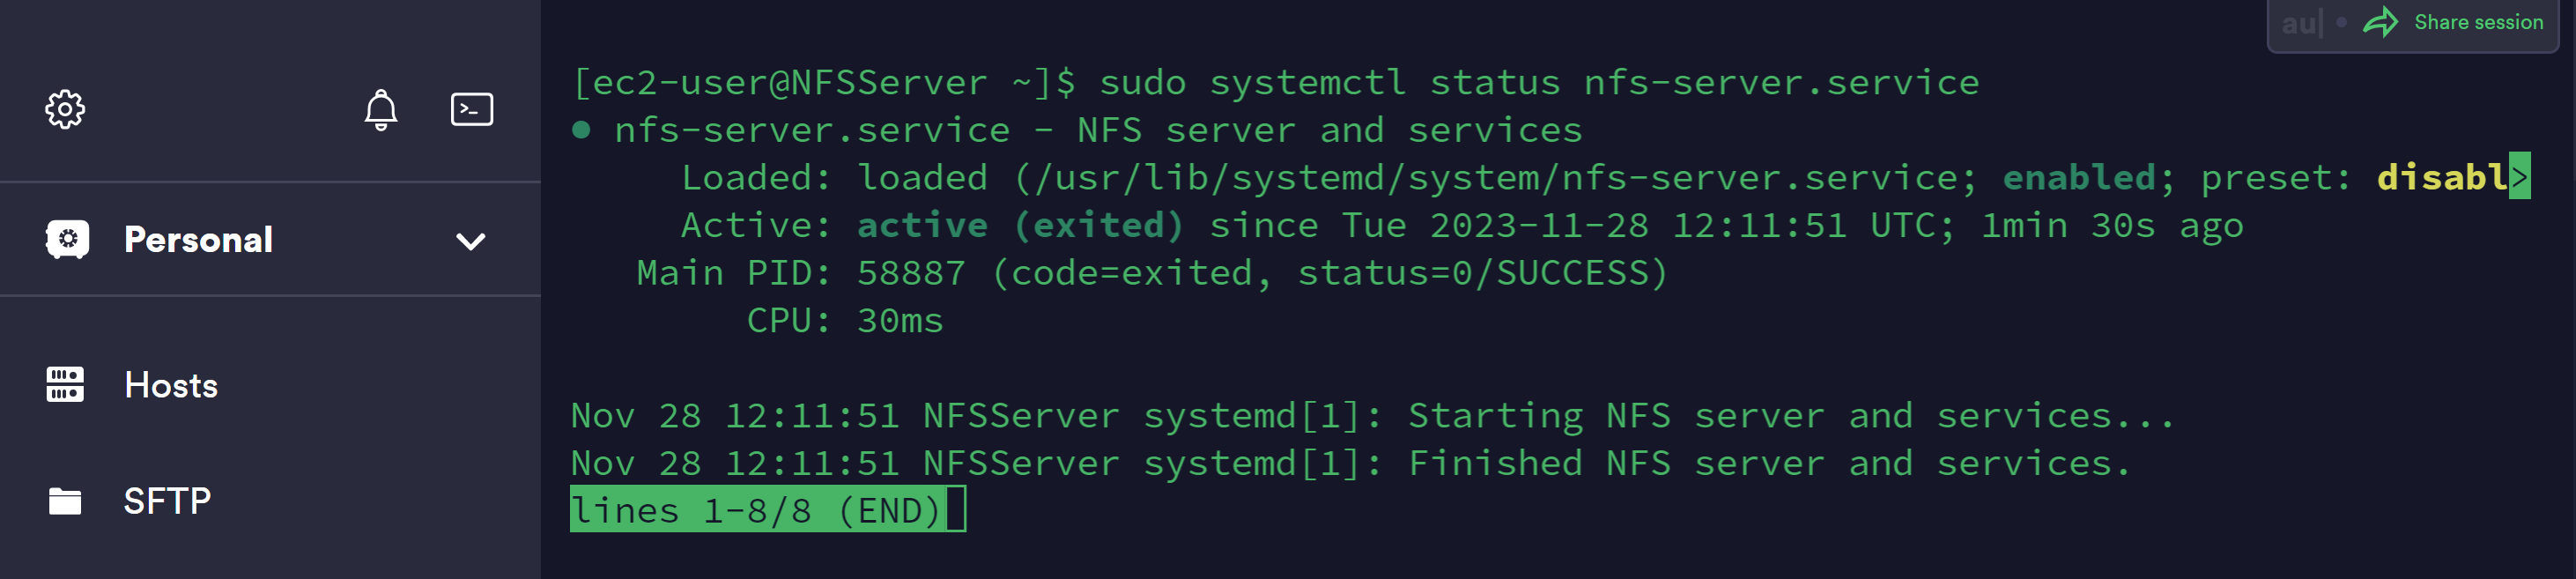 au
Share session
[ec2-user@NFSServer ~]$ sudo systemctl status nfs-server.service
● nfs-server.service - NFS server and services
Loaded: loaded (/usr/lib/systemd/system/nfs-server.service; enabled; preset: disabl>
Active: active (exited) since Tue 2023-11-28 12:11:51 UTC; 1min 30s ago
Main PID: 58887 (code=exited, status=0/SUCCESS)
CPU: 30ms
Nov 28 12:11:51 NFSServer systemd[1]: Starting NFS server and services...
Nov 28 12:11:51 NFSServer systemd[1]: Finished NFS server and services.
lines 1-8/8 (END)
Personal
Hosts
SFTP